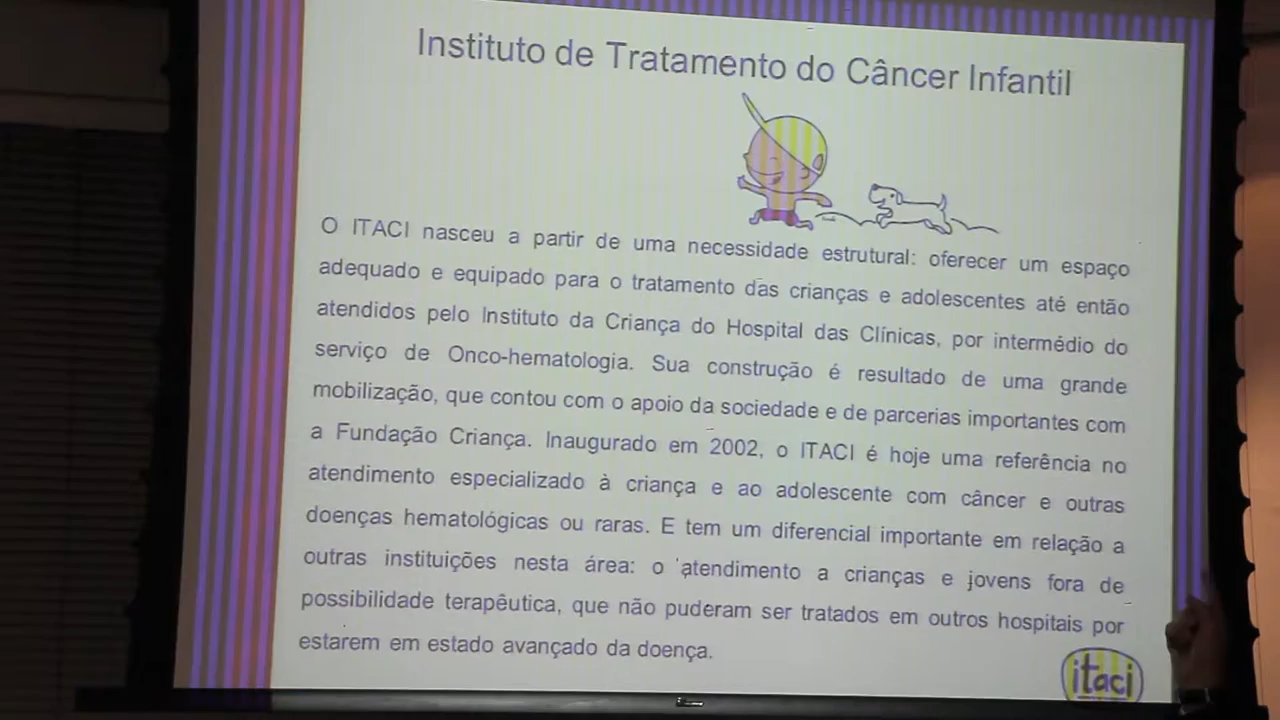 Instituto de Tratamento do Câncer Infantil
O ITACI nasceu a partir de uma necessidade estrutural: oferecer um espaço
adequado e equipado para o tratamento das crianças e adolescentes até então
atendidos pelo Instituto da Criança do Hospital das Clínicas, por intermédio do
serviço de Onco-hematologia. Sua construção é resultado de uma grande
mobilização, que contou com o apoio da sociedade e de parcerias importantes com
a Fundação Criança. Inaugurado em 2002, o ITACI é hoje uma referência no
atendimento especializado à criança e ao adolescente com câncer e outras
doenças hematológicas ou raras. E tem um diferencial importante em relação a
outras instituições nesta área: o atendimento a crianças e jovens fora de
possibilidade terapêutica, que não puderam ser tratados em outros hospitais por
estarem em estado avançado da doença.
itaci